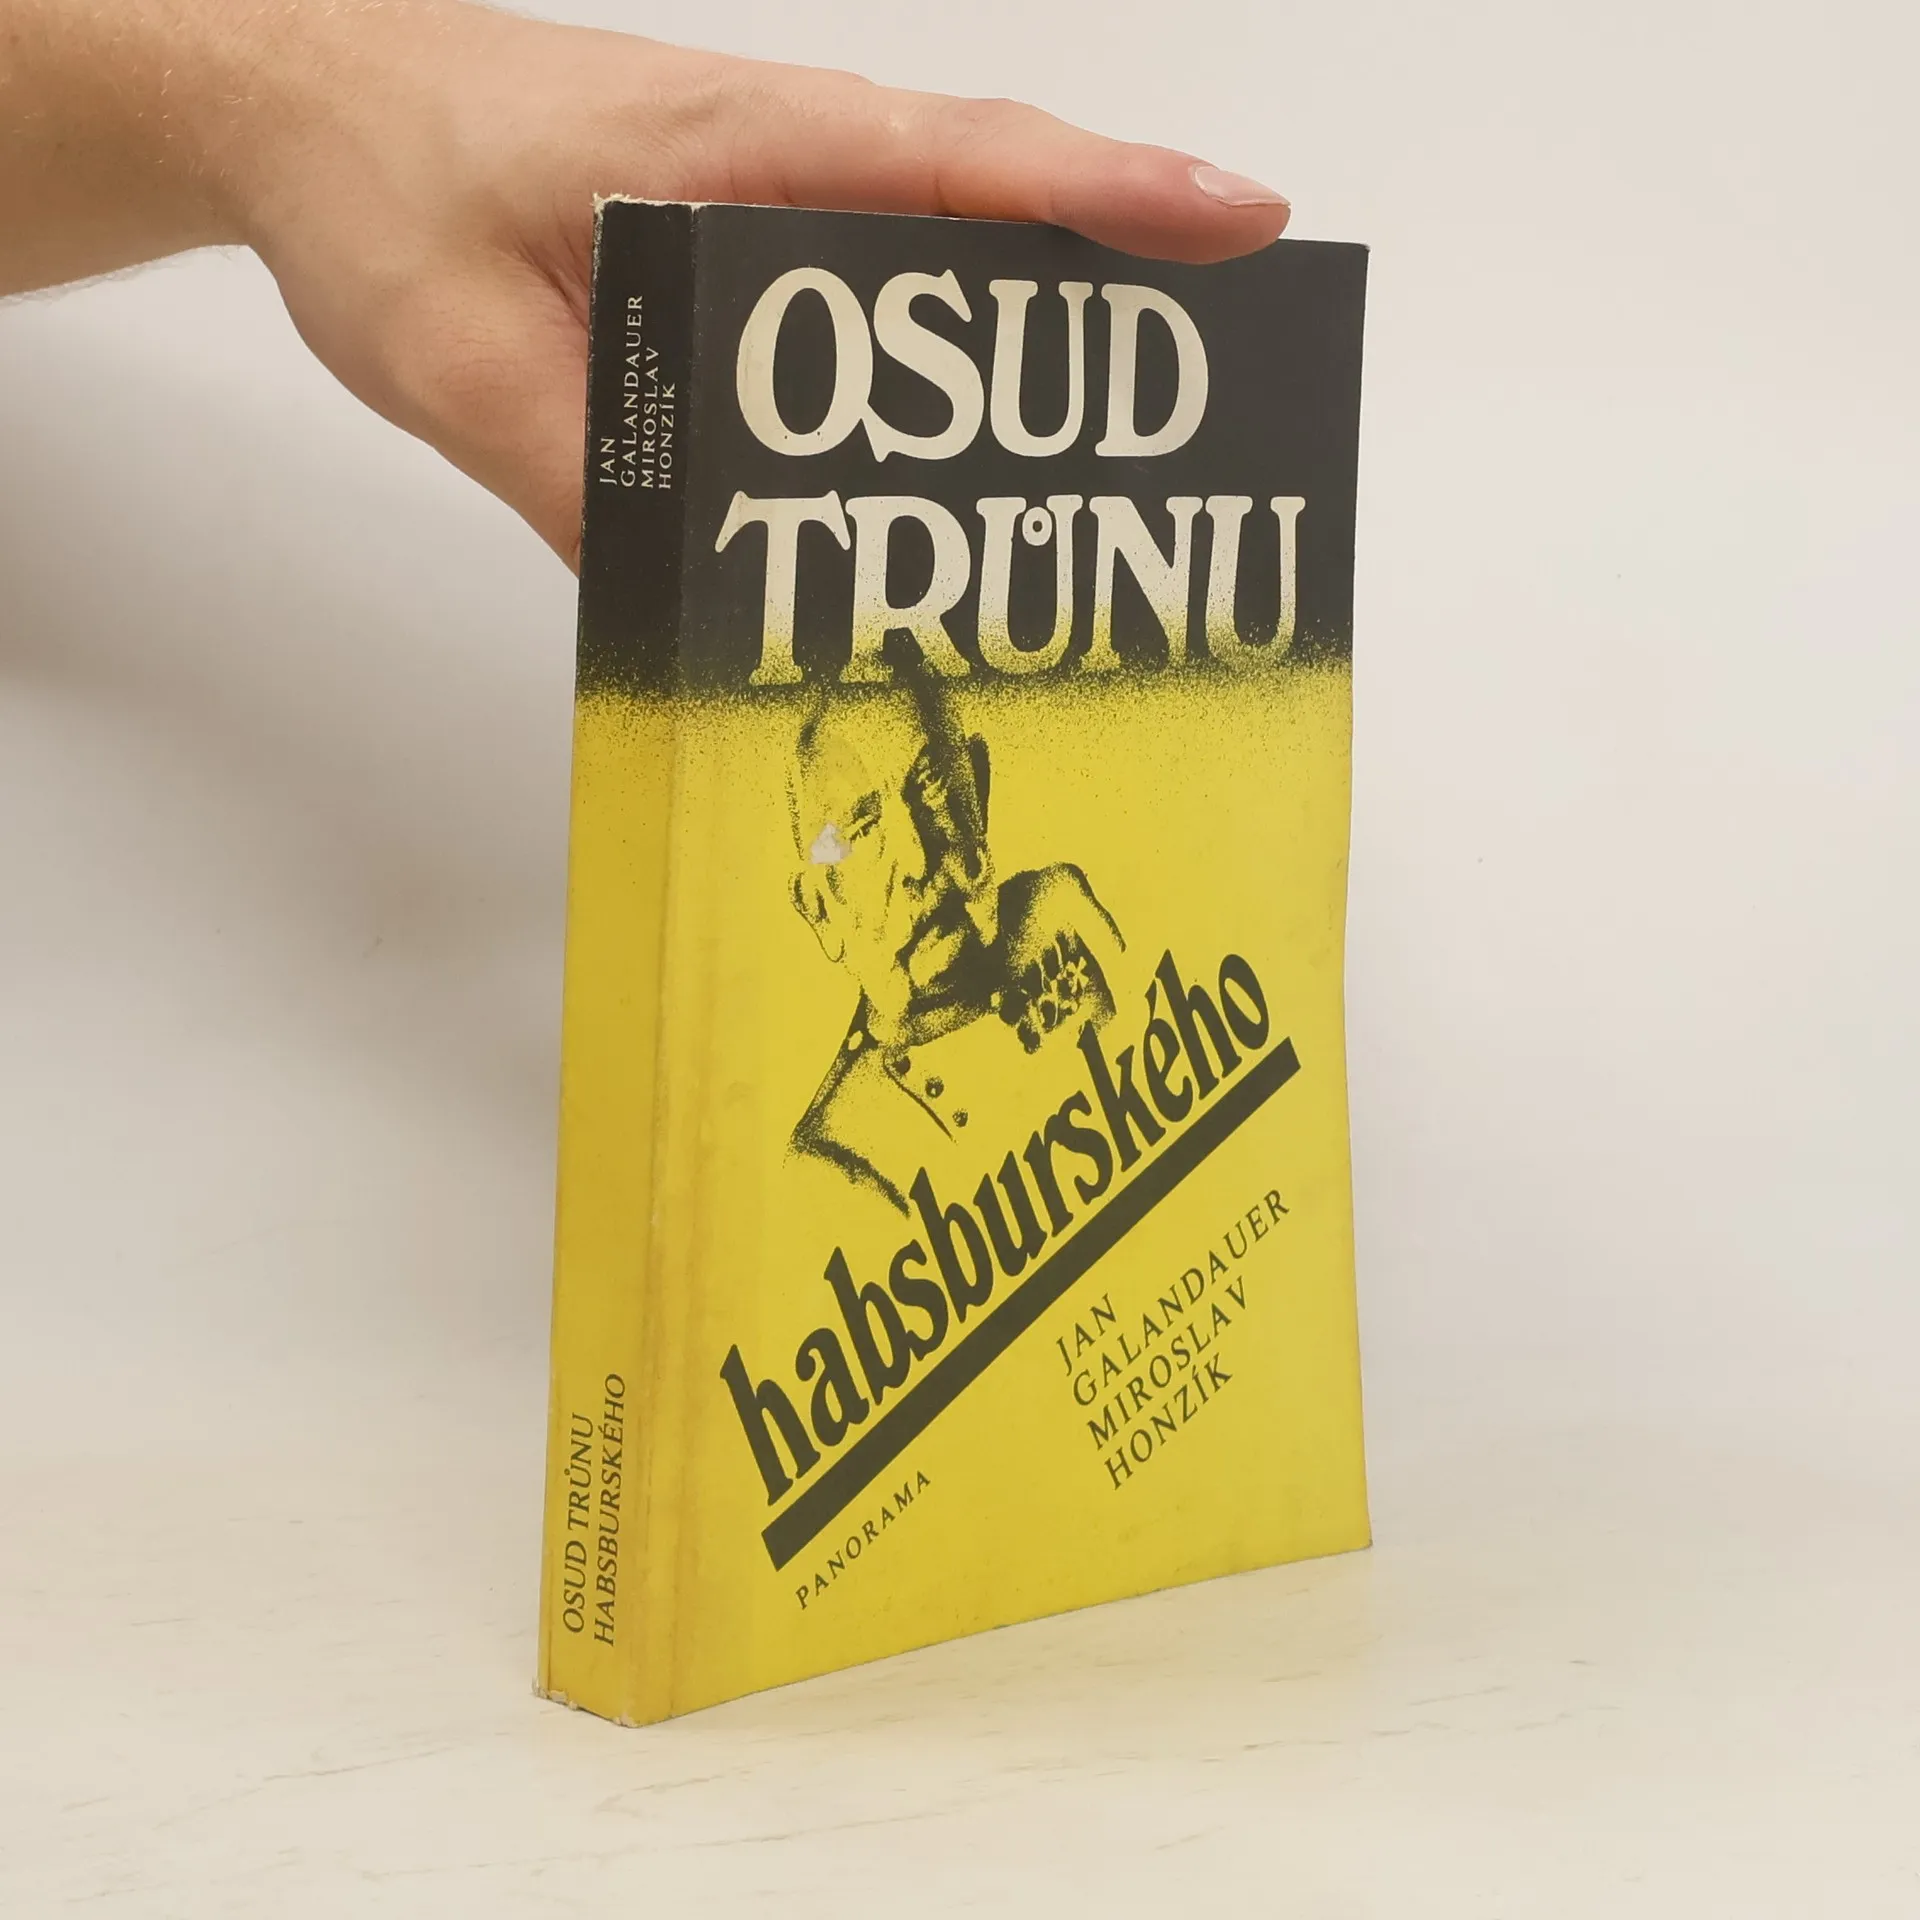 OSUD
TRŮNU
habsburského
JAN
GALANDAUER
MIROSLAV
HONZÍK
PANORAMA
JAN
GALANDAUER
MIROSLAV
HONZÍK
OSUD TRŮNU
HABSBURSKÉHO